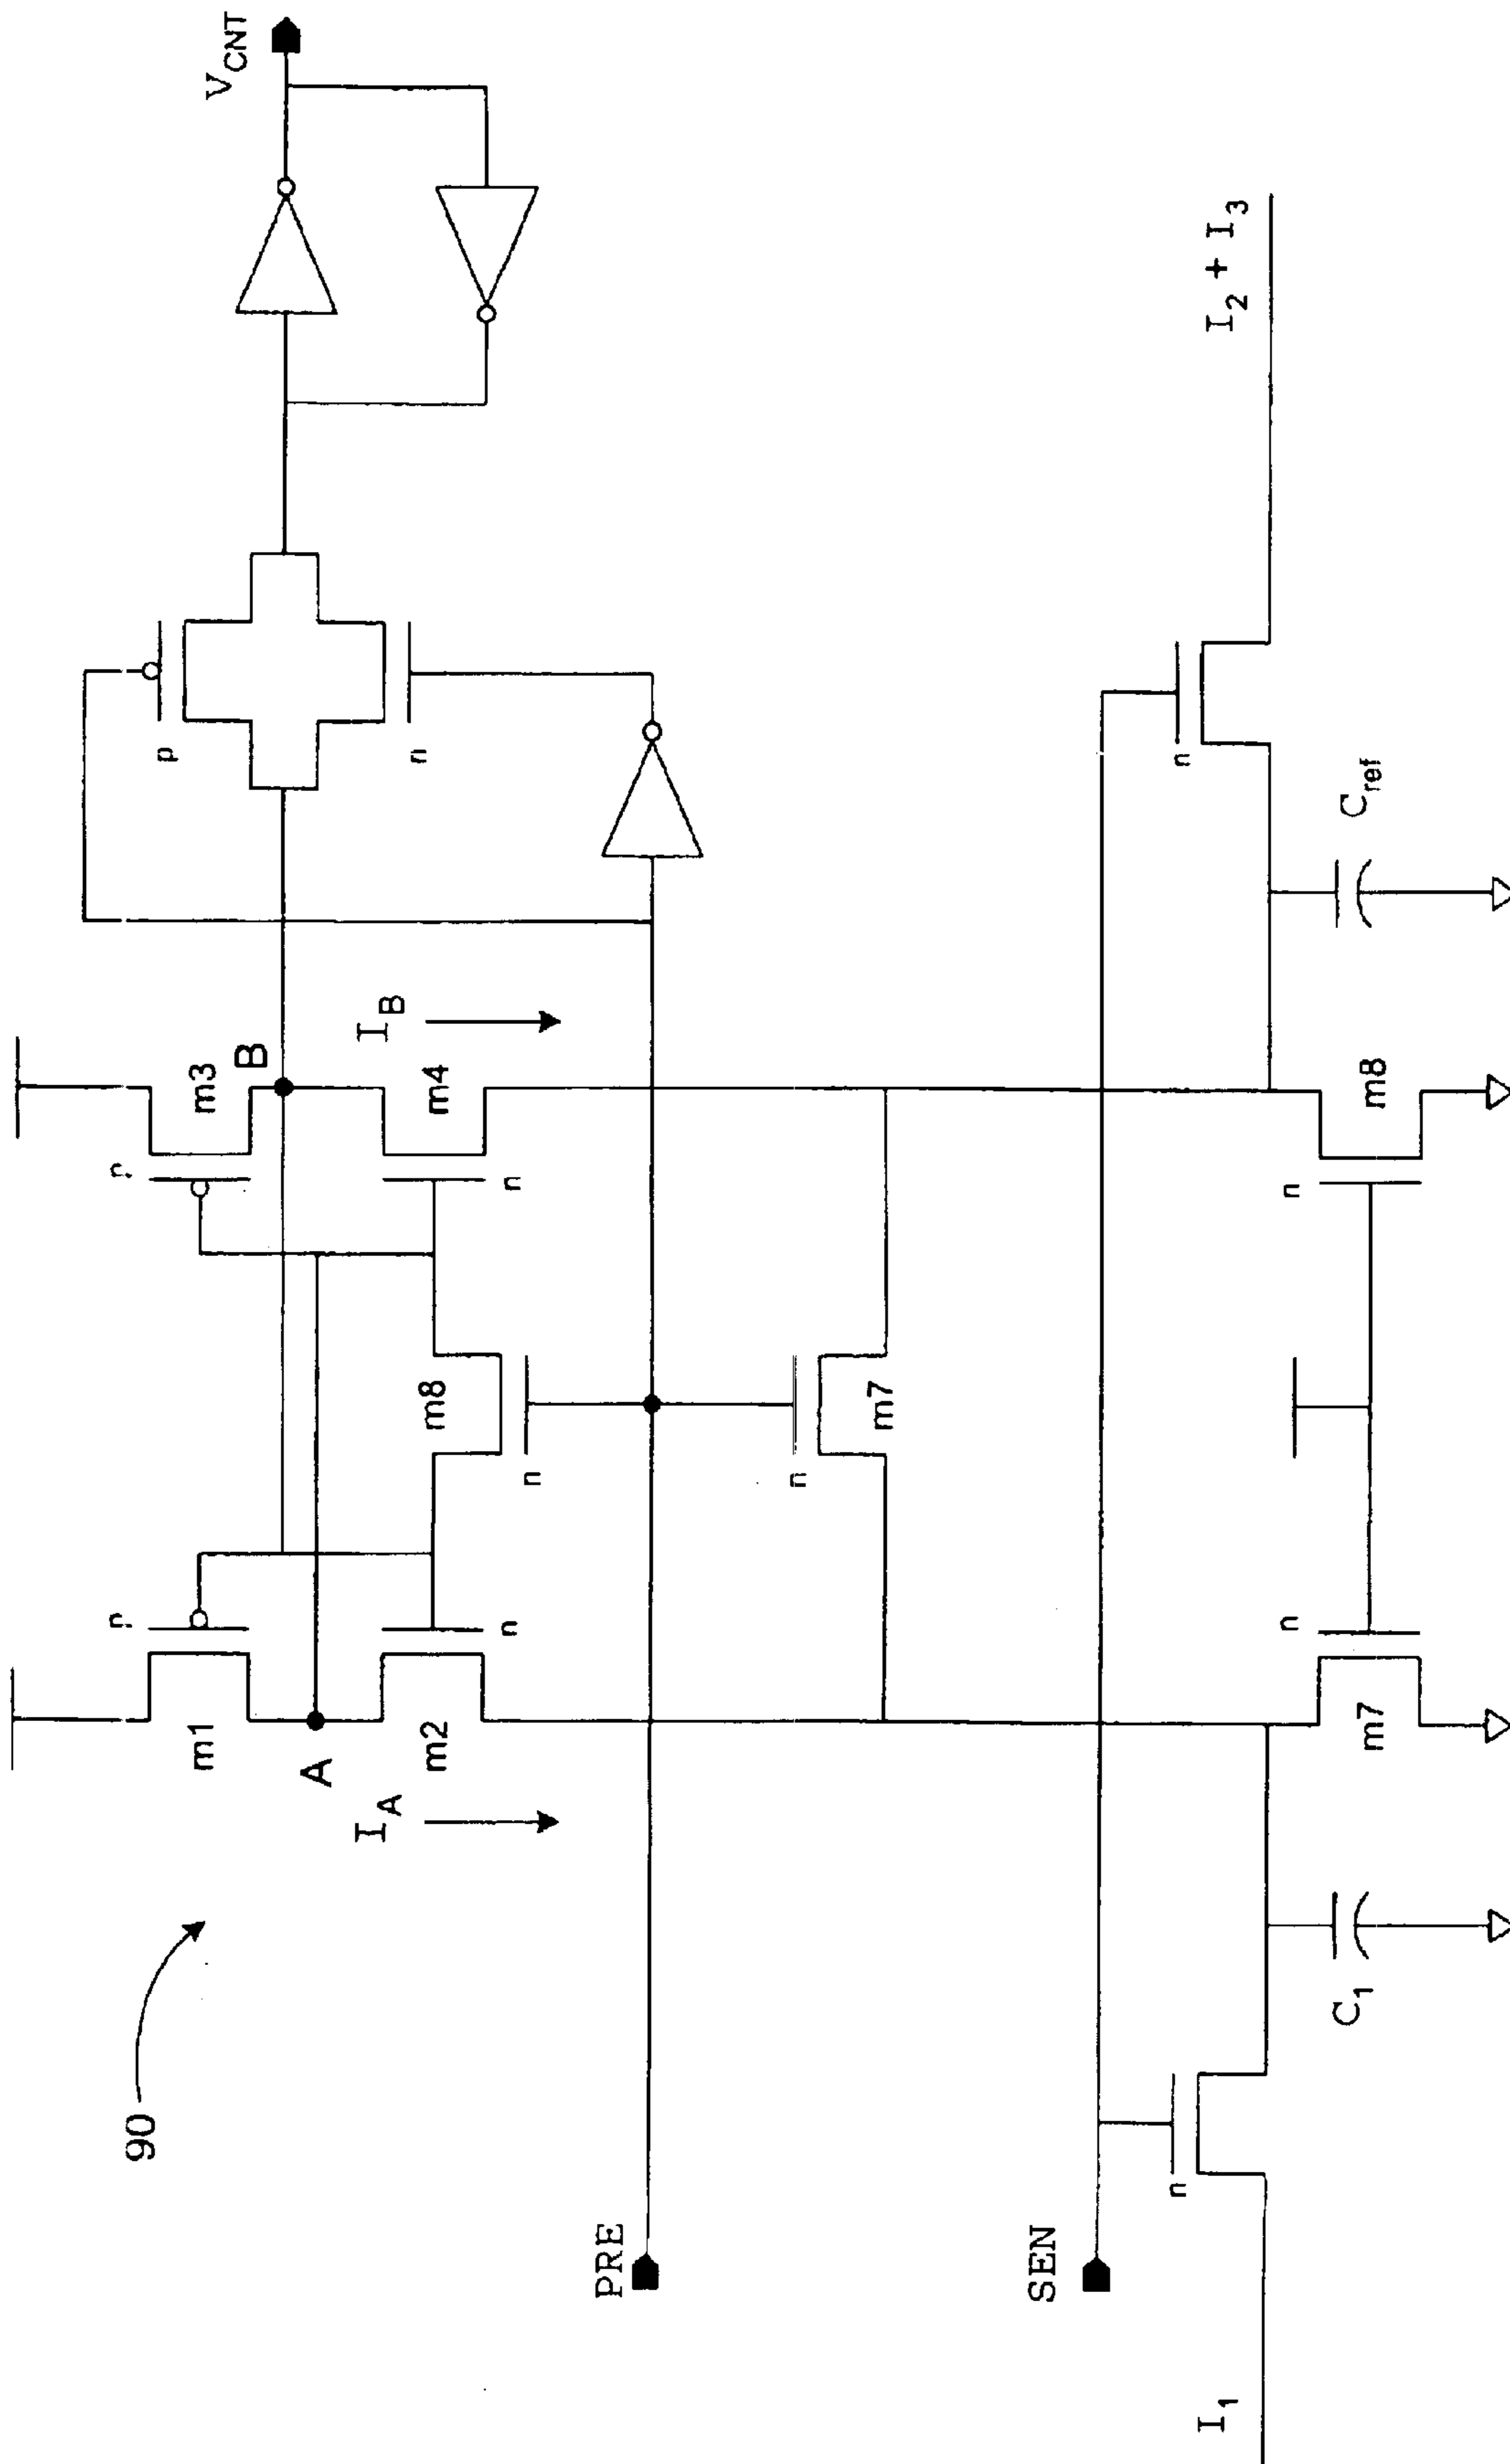 90
V_CNT
m1
p
A
I_A
m2
n
m3
p
B
I_B
m4
n
p
n
m8
n
PRE
n
m7
SEN
n
I_1
C_1
m7
n
m8
n
C_ref
n
I_2 + I_3